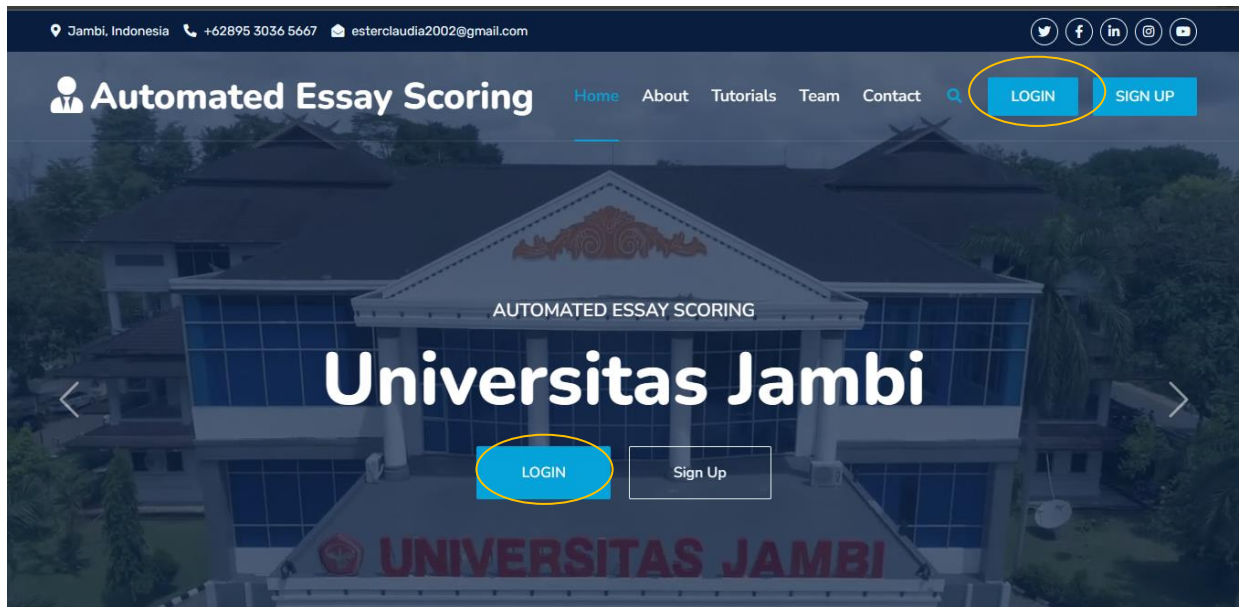 Jambi, Indonesia +62895 3036 5667 esterclaudia2002@gmail.com
Automated Essay Scoring Home About Tutorials Team Contact LOGIN SIGN UP
AUTOMATED ESSAY SCORING
Universitas Jambi
LOGIN Sign Up
UNIVERSITAS JAMBI